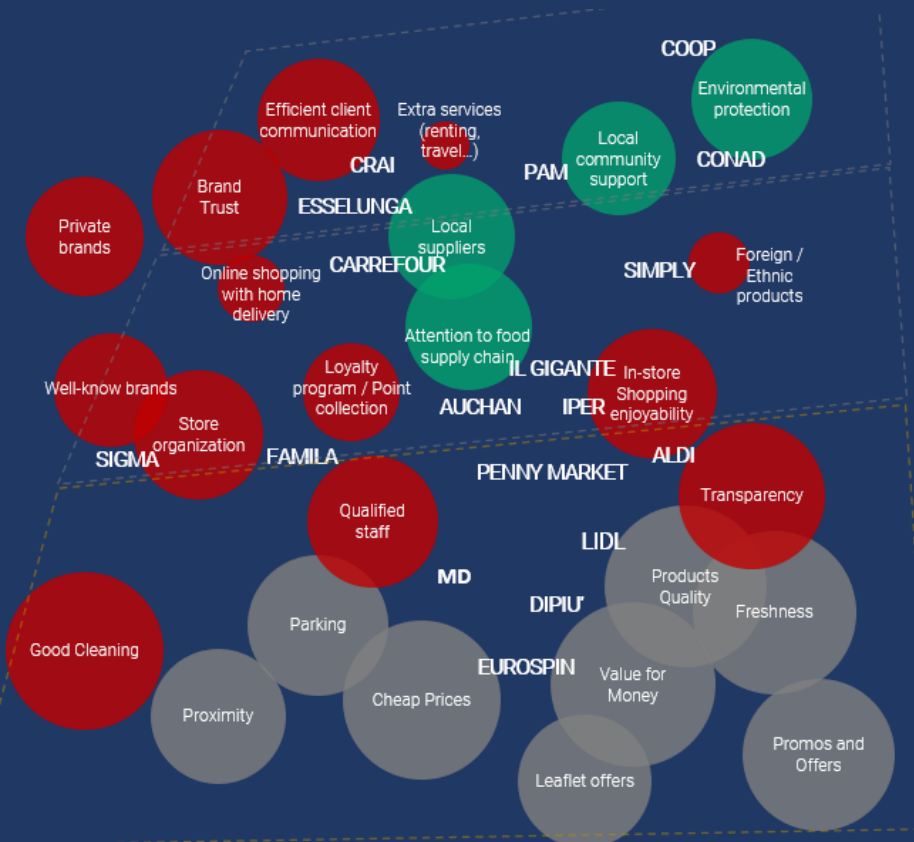 COOP
Environmental
protection
Efficient client
communication
Extra services
(renting,
travel...)
Local
community
support
CRAI
PAM
CONAD
Brand
Trust
ESSELUNGA
Private
brands
Local
suppliers
CARREFOUR
SIMPLY
Foreign /
Ethnic
products
Online shopping
with home
delivery
Attention to food
supply chain
IL GIGANTE
Well-know brands
Loyalty
program / Point
collection
In-store
Shopping
enjoyability
AUCHAN
IPER
Store
organization
SIGMA
FAMILA
PENNY MARKET
ALDI
Transparency
Qualified
staff
LIDL
MD
Products
Quality
DIPIU'
Freshness
Parking
Good Cleaning
EUROSPIN
Value for
Money
Cheap Prices
Proximity
Promos and
Offers
Leaflet offers